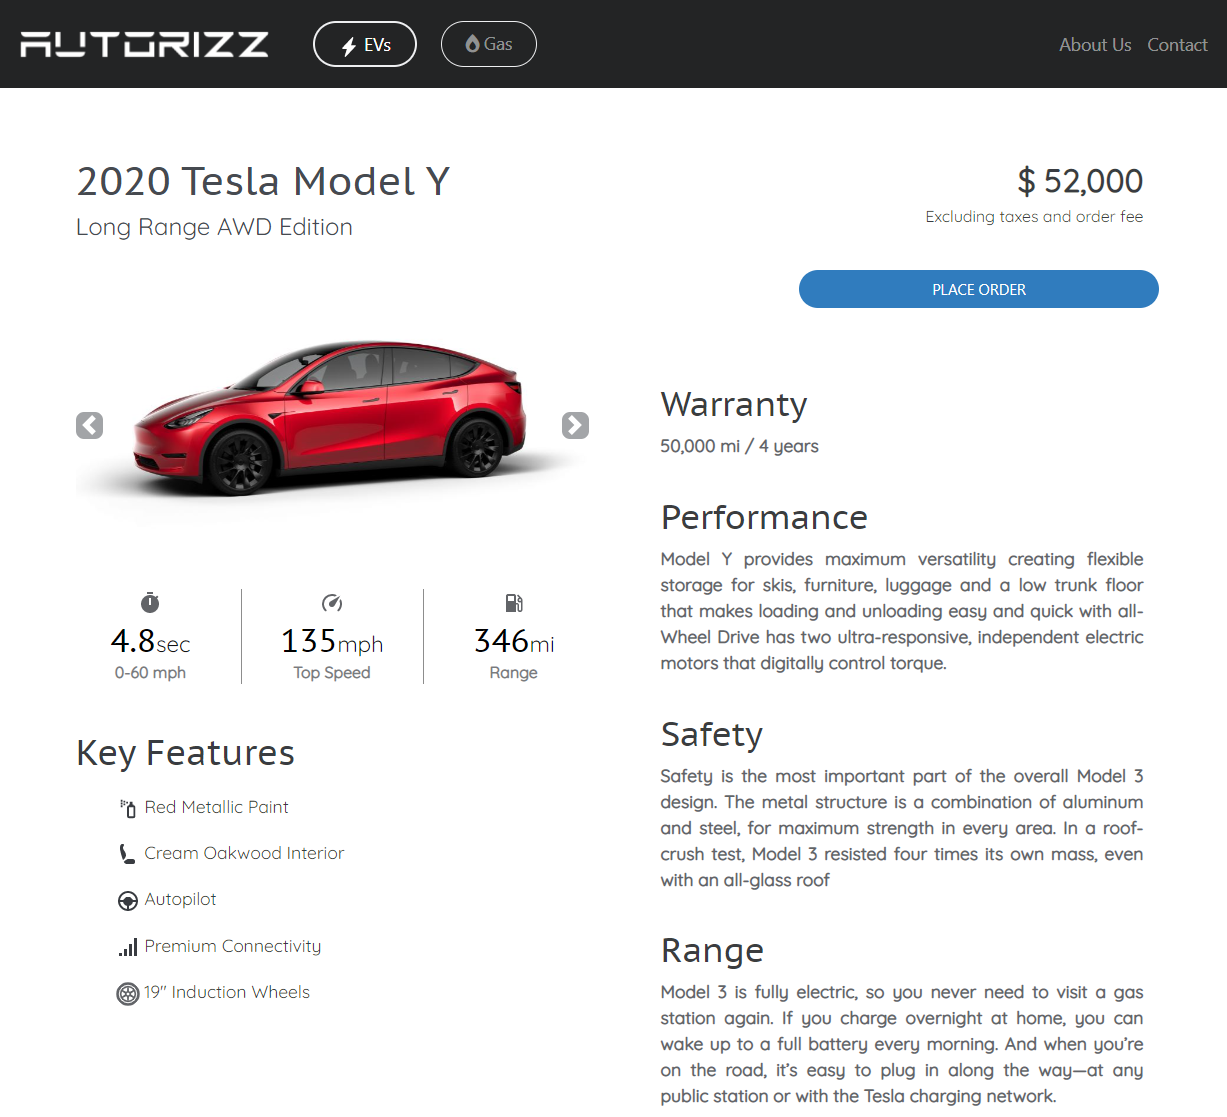 AUTORIZZ
EVs
Gas
About Us
Contact
2020 Tesla Model Y
Long Range AWD Edition
$ 52,000
Excluding taxes and order fee
PLACE ORDER
4.8sec
0-60 mph
135mph
Top Speed
346mi
Range
Key Features
Red Metallic Paint
Cream Oakwood Interior
Autopilot
Premium Connectivity
19" Induction Wheels
Warranty
50,000 mi / 4 years
Performance
Model Y provides maximum versatility creating flexible
storage for skis, furniture, luggage and a low trunk floor
that makes loading and unloading easy and quick with all-
Wheel Drive has two ultra-responsive, independent electric
motors that digitally control torque.
Safety
Safety is the most important part of the overall Model 3
design. The metal structure is a combination of aluminum
and steel, for maximum strength in every area. In a roof-
crush test, Model 3 resisted four times its own mass, even
with an all-glass roof
Range
Model 3 is fully electric, so you never need to visit a gas
station again. If you charge overnight at home, you can
wake up to a full battery every morning. And when you’re
on the road, it’s easy to plug in along the way—at any
public station or with the Tesla charging network.